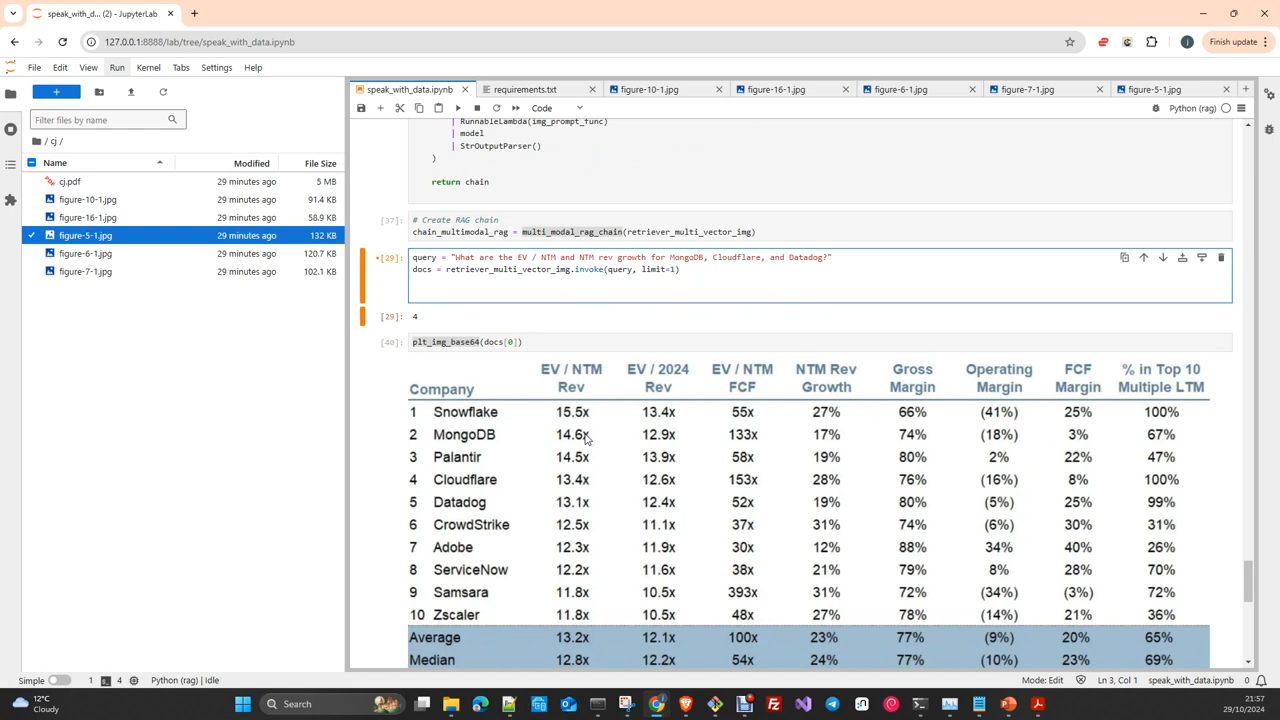 speak_with_d... (2) - JupyterLab
127.0.0.1:8888/lab/tree/speak_with_data.ipynb
Finish update
File Edit View Run Kernel Tabs Settings Help
speak_with_data.ipynb requirements.txt figure-10-1.jpg figure-16-1.jpg figure-6-1.jpg figure-7-1.jpg figure-5-1.jpg
Code Python (rag)
Filter files by name
/ cj /
Name Modified File Size
cj.pdf 29 minutes ago 5 MB
figure-10-1.jpg 29 minutes ago 91.4 KB
figure-16-1.jpg 29 minutes ago 58.9 KB
figure-5-1.jpg 29 minutes ago 132 KB
figure-6-1.jpg 29 minutes ago 120.7 KB
figure-7-1.jpg 29 minutes ago 102.1 KB
| RunnableLambda(img_prompt_func)
| model
| StrOutputParser()
)
return chain
[37]: # Create RAG chain
chain_multimodal_rag = multi_modal_rag_chain(retriever_multi_vector_img)
[29]: query = "What are the EV / NTM and NTM rev growth for MongoDB, Cloudflare, and Datadog?"
docs = retriever_multi_vector_img.invoke(query, limit=1)
[29]: 4
[40]: plt_img_base64(docs[0])
Company EV / NTM Rev EV / 2024 Rev EV / NTM FCF NTM Rev Growth Gross Margin Operating Margin FCF Margin % in Top 10 Multiple LTM
1 Snowflake 15.5x 13.4x 55x 27% 66% (41%) 25% 100%
2 MongoDB 14.6x 12.9x 133x 17% 74% (18%) 3% 67%
3 Palantir 14.5x 13.9x 58x 19% 80% 2% 22% 47%
4 Cloudflare 13.4x 12.6x 153x 28% 76% (16%) 8% 100%
5 Datadog 13.1x 12.4x 52x 19% 80% (5%) 25% 99%
6 CrowdStrike 12.5x 11.1x 37x 31% 74% (6%) 30% 31%
7 Adobe 12.3x 11.9x 30x 12% 88% 34% 40% 26%
8 ServiceNow 12.2x 11.6x 38x 21% 79% 8% 28% 70%
9 Samsara 11.8x 10.5x 393x 31% 72% (34%) (3%) 72%
10 Zscaler 11.8x 10.5x 48x 27% 78% (14%) 21% 36%
Average 13.2x 12.1x 100x 23% 77% (9%) 20% 65%
Median 12.8x 12.2x 54x 24% 77% (10%) 23% 69%
Simple 1 4 Python (rag) | Idle Mode: Edit Ln 3, Col 1 speak_with_data.ipynb 0
12°C
Cloudy
Search
21:57
29/10/2024